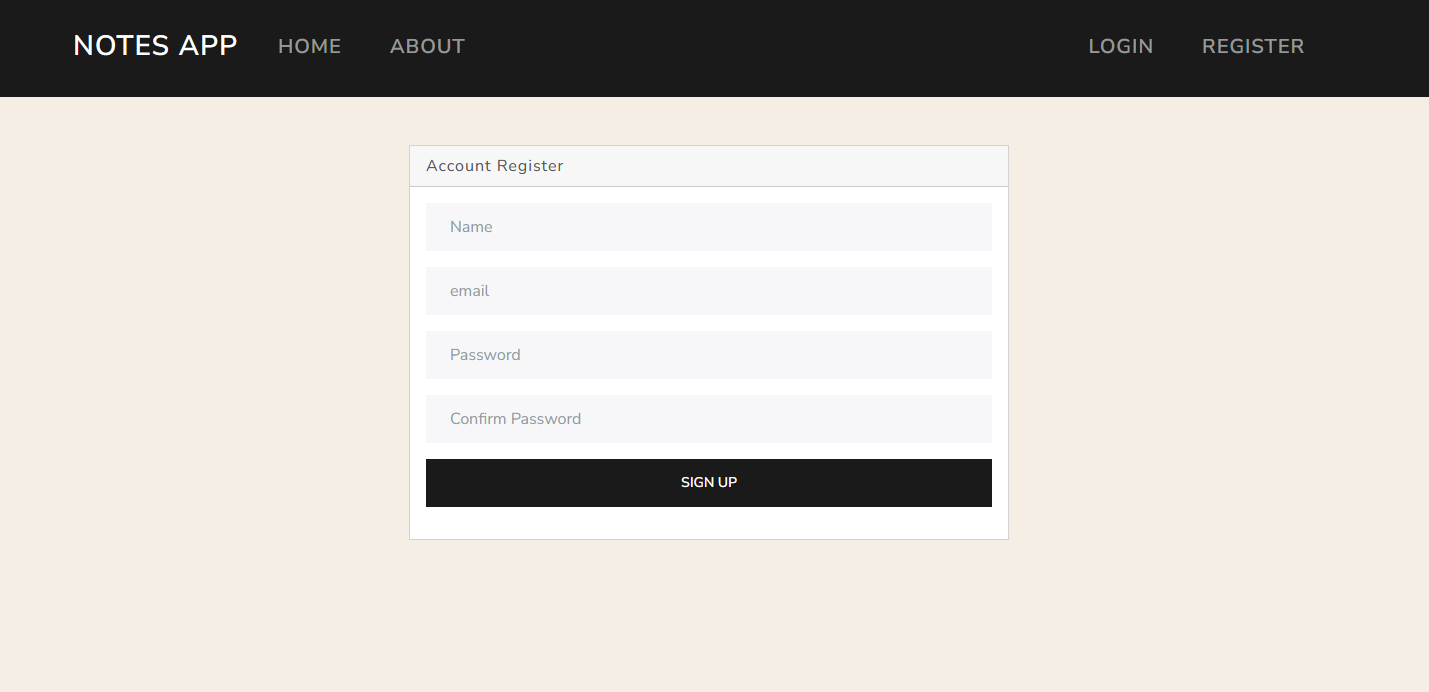 NOTES APP HOME ABOUT LOGIN REGISTER
Account Register
Name
email
Password
Confirm Password
SIGN UP